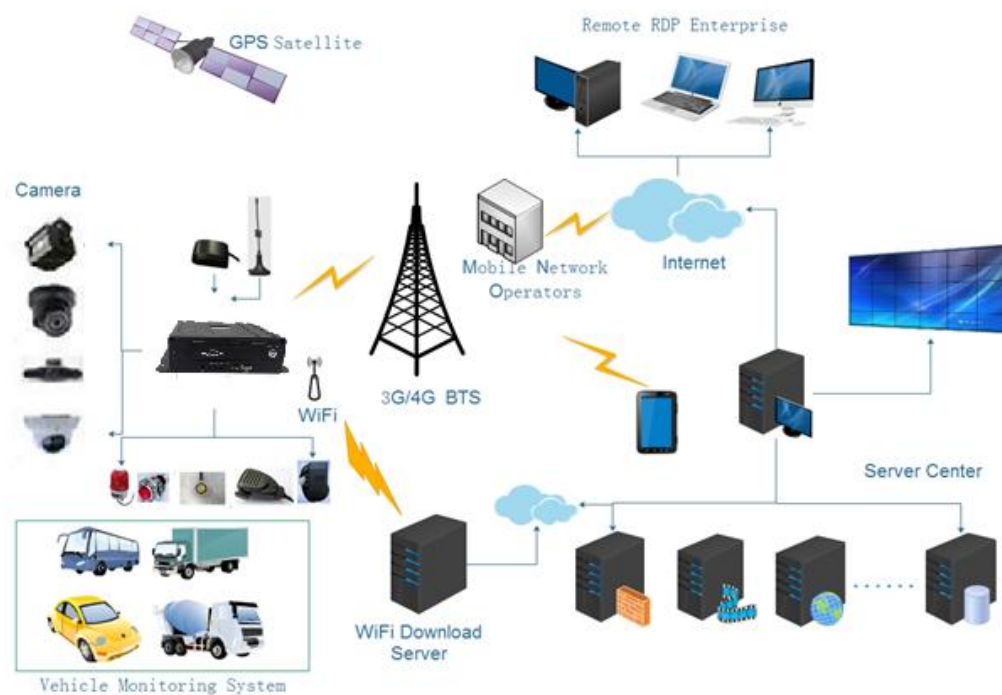 GPS Satellite
Remote RDP Enterprise
Camera
Internet
Mobile Network
Operators
3G/4G BTS
WiFi
Server Center
WiFi Download
Server
Vehicle Monitoring System